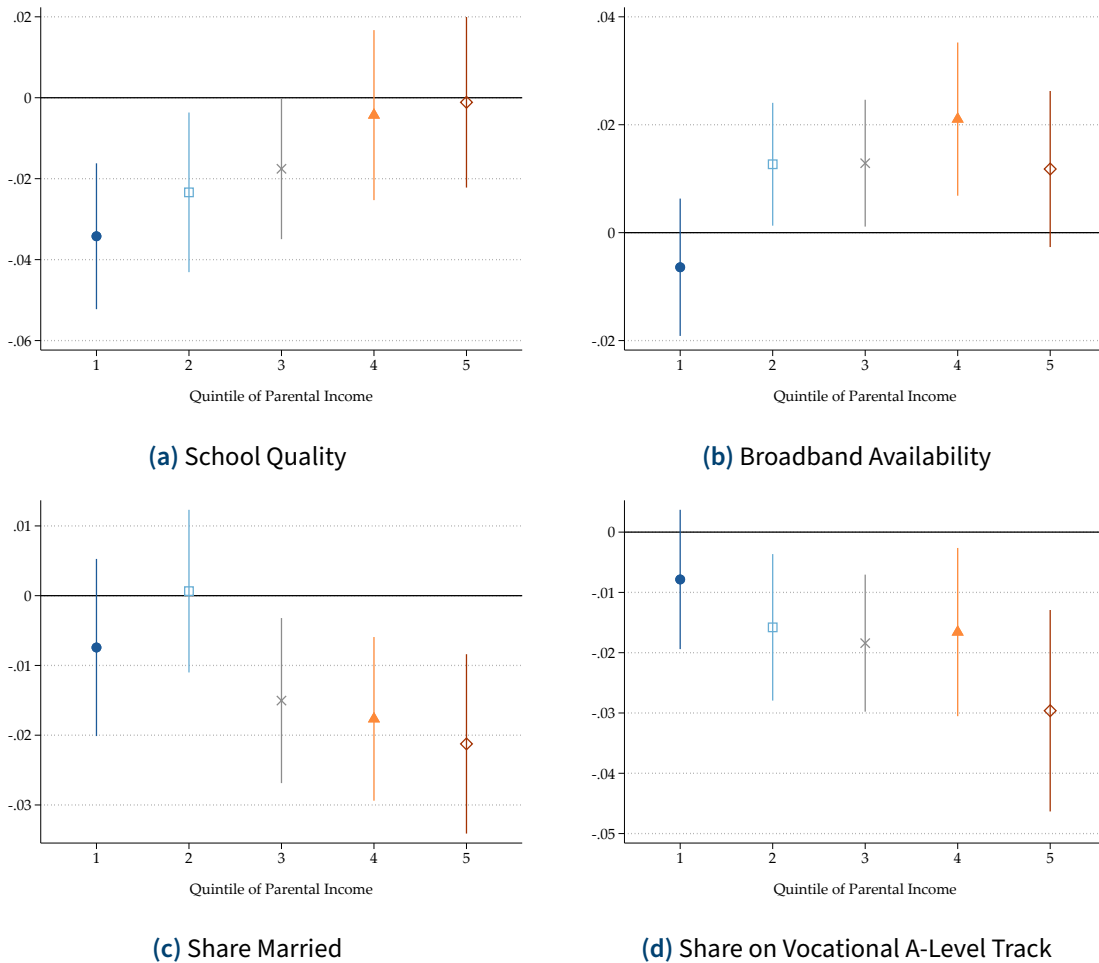 .02
0
-.02
-.04
-.06
1 2 3 4 5
Quintile of Parental Income
(a) School Quality
.04
.02
0
-.02
1 2 3 4 5
Quintile of Parental Income
(b) Broadband Availability
.01
0
-.01
-.02
-.03
1 2 3 4 5
Quintile of Parental Income
(c) Share Married
0
-.01
-.02
-.03
-.04
-.05
1 2 3 4 5
Quintile of Parental Income
(d) Share on Vocational A-Level Track